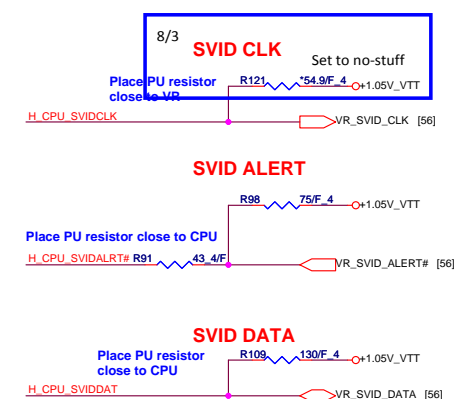 8/3
SVID CLK
Set to no-stuff
Place PU resistor
close to VR
R121 *54.9/F_4 +1.05V_VTT
H_CPU_SVIDCLK
VR_SVID_CLK [56]
SVID ALERT
R98 75/F_4 +1.05V_VTT
Place PU resistor close to CPU
H_CPU_SVIDALRT# R91 43_4/F
VR_SVID_ALERT# [56]
SVID DATA
Place PU resistor
close to CPU
R109 130/F_4 +1.05V_VTT
H_CPU_SVIDDAT
VR_SVID_DATA [56]